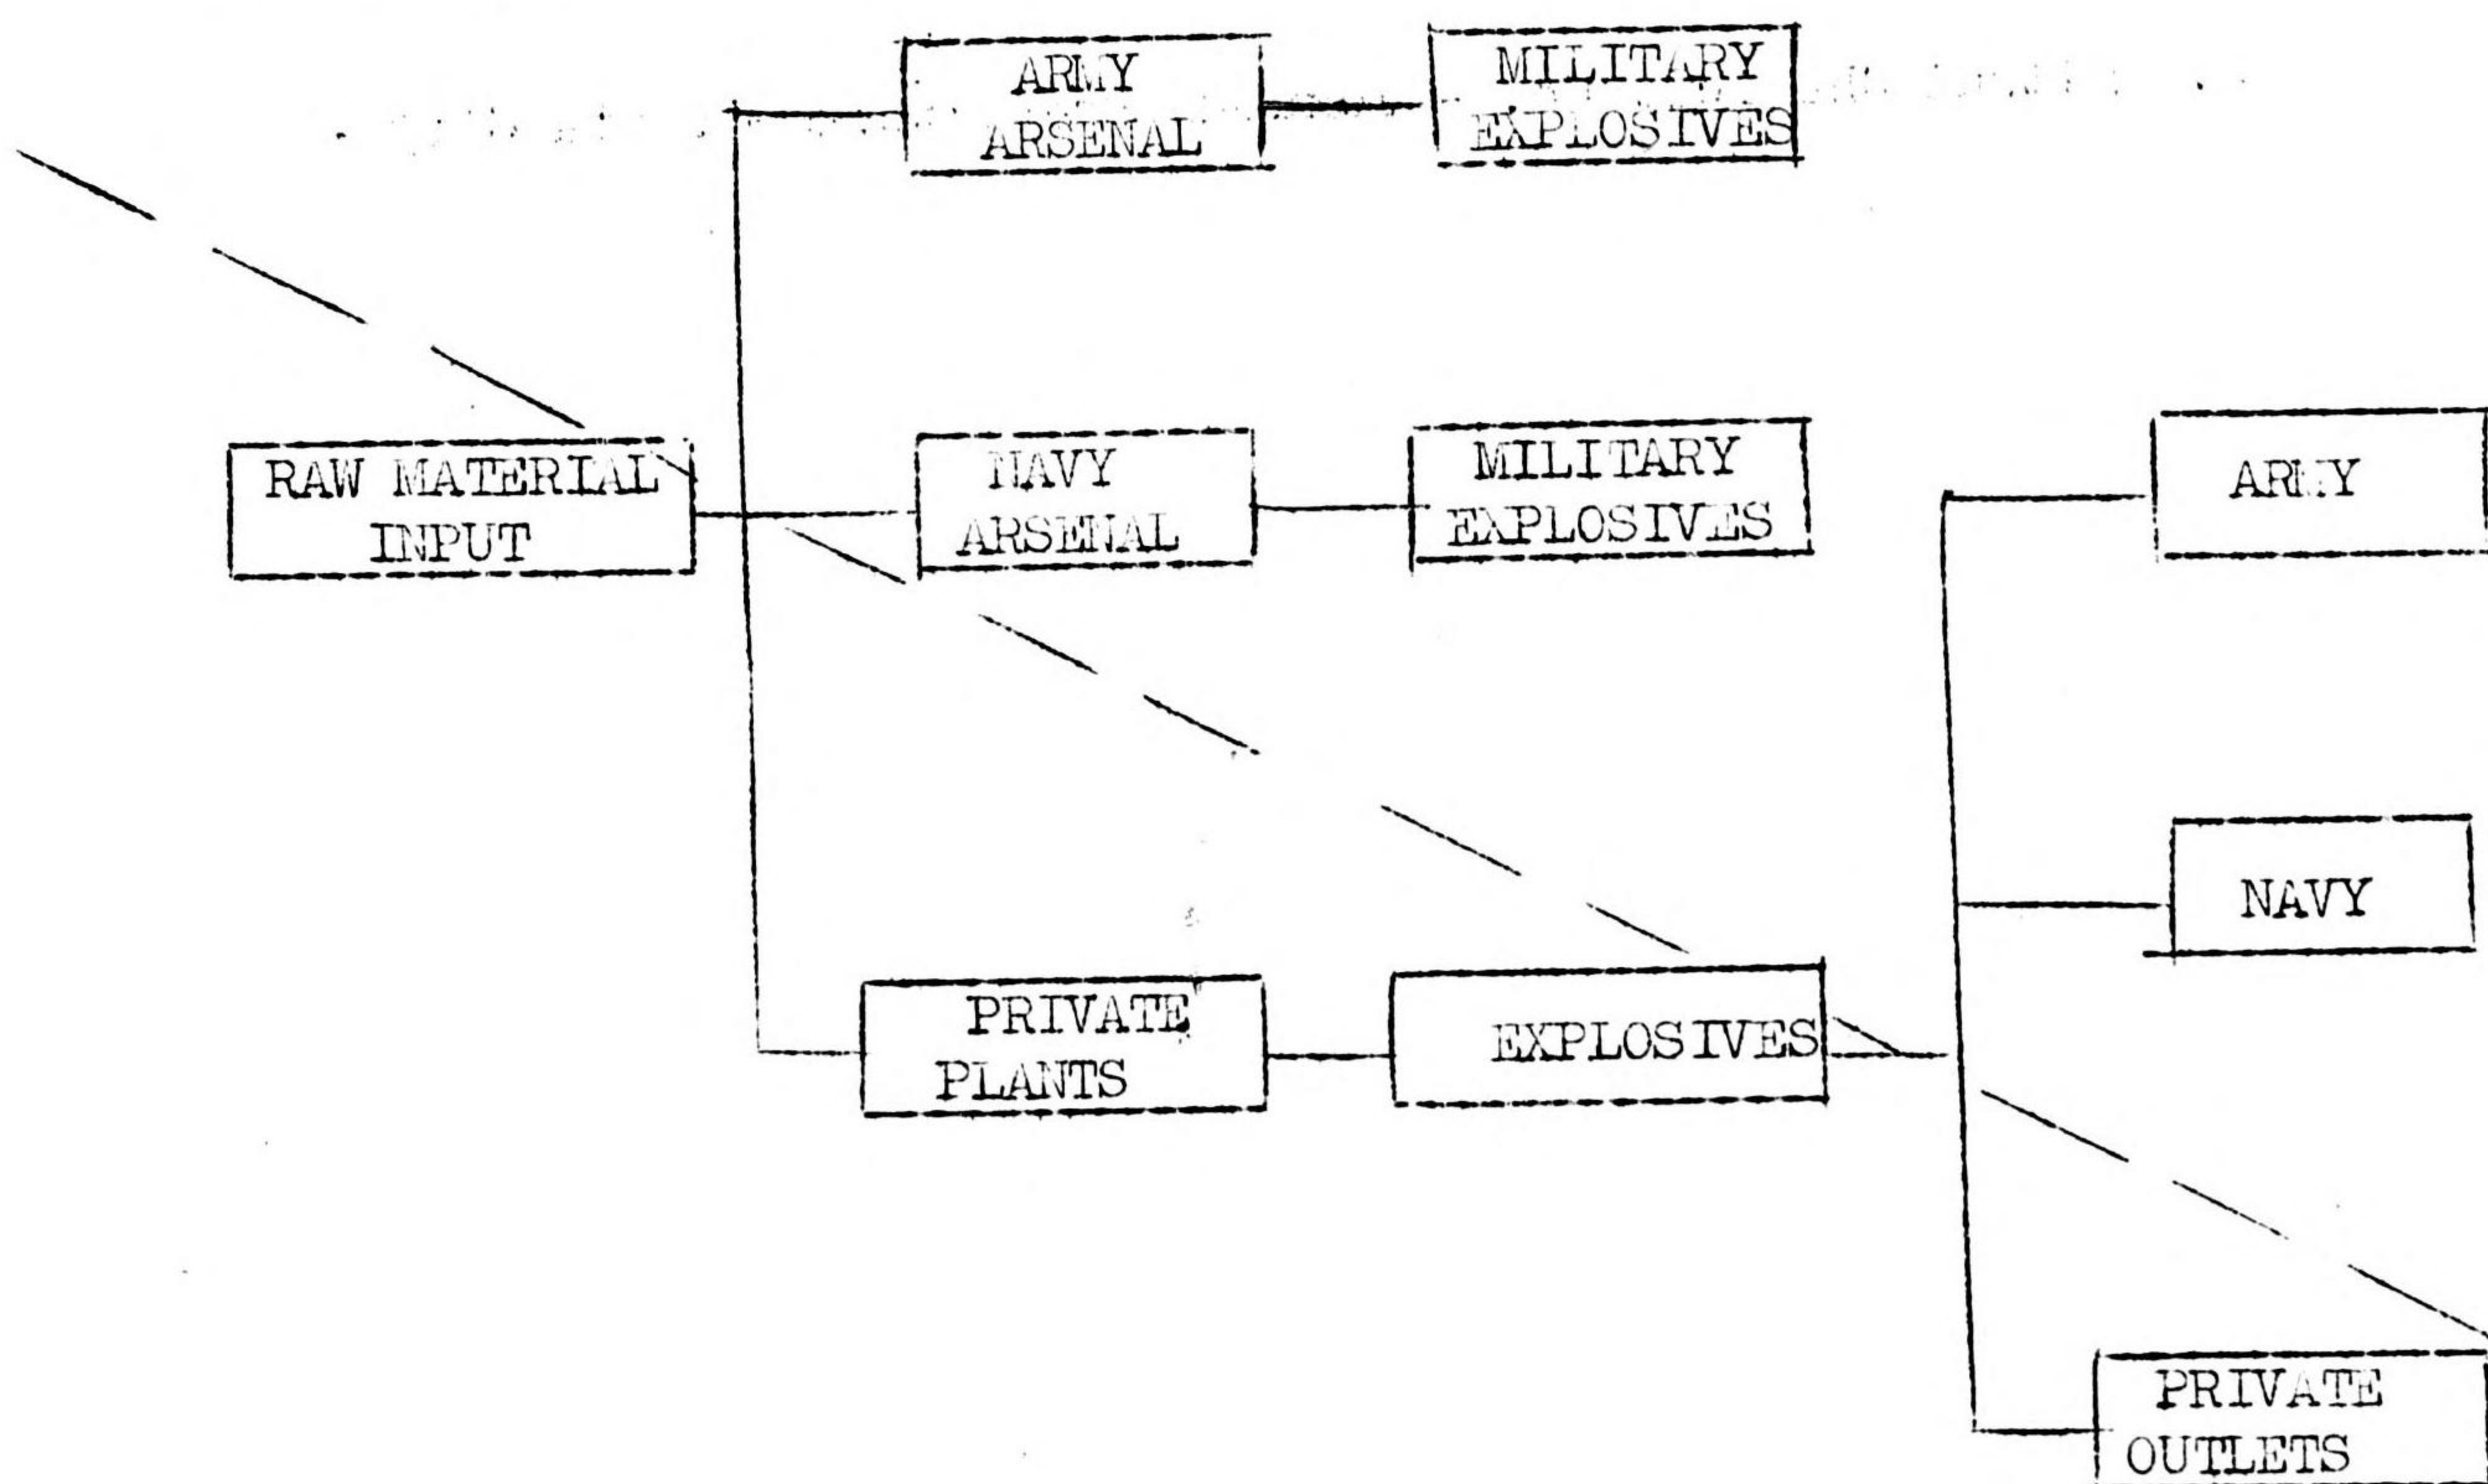 ARMY
ARSENAL
MILITARY
EXPLOSIVES
RAW MATERIAL
INPUT
NAVY
ARSENAL
MILITARY
EXPLOSIVES
ARMY
NAVY
PRIVATE
PLANTS
EXPLOSIVES
PRIVATE
OUTLETS